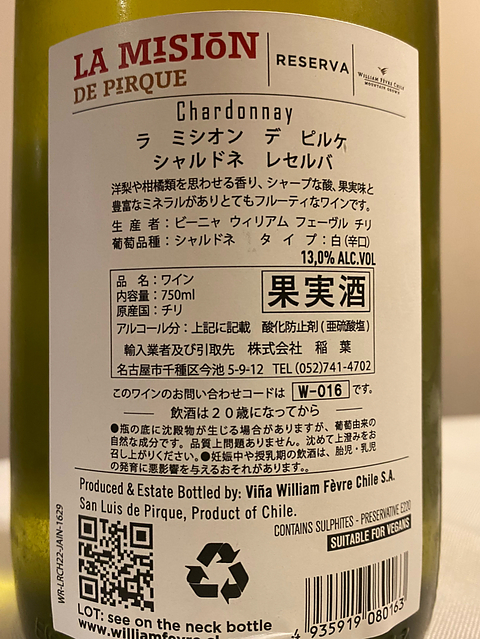 LA MISIÓN
DE PIRQUE
RESERVA
WILLIAM FÈVRE CHILE
MOUNTAIN GROWN
Chardonnay
ラ ミシオン デ ピルケ
シャルドネ レセルバ
洋梨や柑橘類を思わせる香り、シャープな酸、果実味と
豊富なミネラルがありとてもフルーティなワインです。
生産者：ビーニャ ウィリアム フェーヴル チリ
葡萄品種：シャルドネ タイプ：白(辛口)
13,0% ALC.VOL
品名：ワイン
内容量：750ml
原産国：チリ
果実酒
アルコール分：上記に記載 酸化防止剤(亜硫酸塩)
輸入業者及び引取先 株式会社 稲葉
名古屋市千種区今池 5-9-12 TEL (052)741-4702
このワインのお問い合わせコードは W-016 です。
飲酒は20歳になってから
●瓶の底に沈殿物が生じる場合がありますが、葡萄由来の
自然な成分です。品質上問題ありません。沈めて上澄みをお
召し上がりください。●妊娠中や授乳期の飲酒は、胎児・乳児
の発育に悪影響を与えるおそれがあります。
Produced & Estate Bottled by: Viña William Fèvre Chile S.A.
San Luis de Pirque, Product of Chile.
CONTAINS SULPHITES - PRESERVATIVE E220
SUITABLE FOR VEGANS
WR-LRCH22-JAIN-1629
LOT: see on the neck bottle
www.williamfevre.cl
4 935919 080163